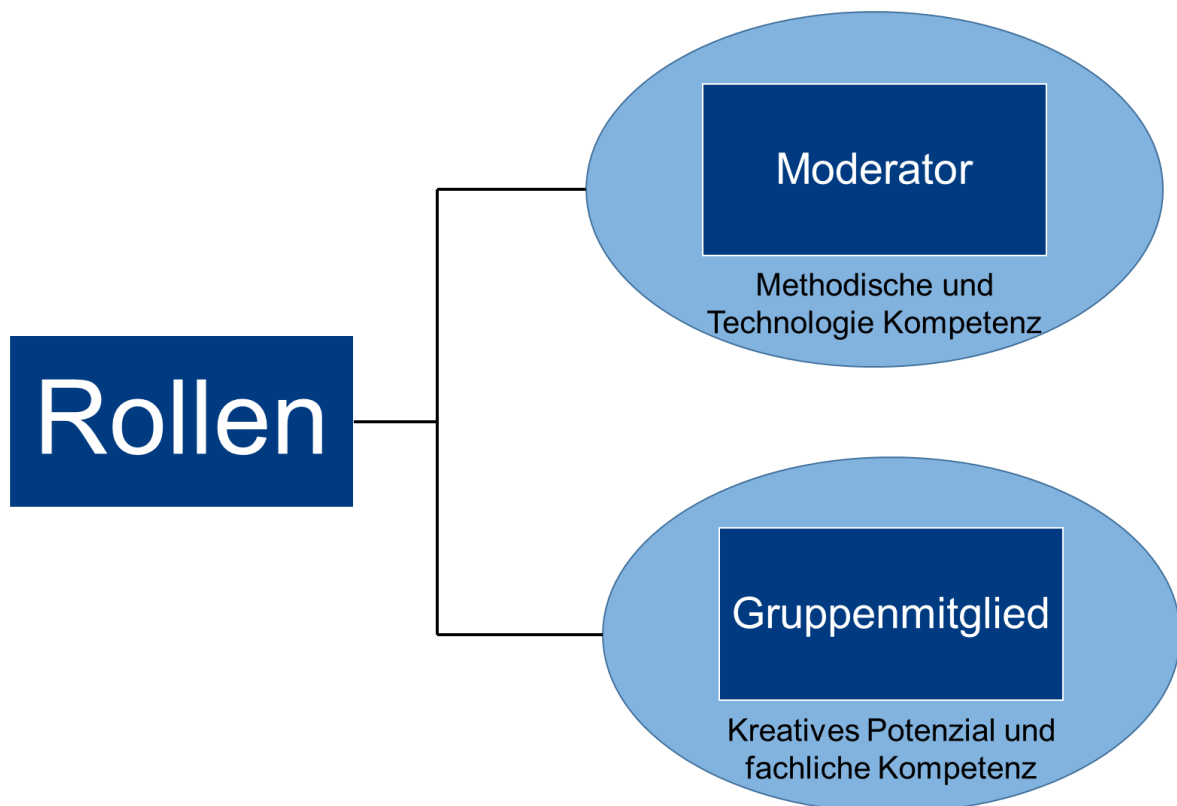 Rollen
Moderator
Methodische und
Technologie Kompetenz
Gruppenmitglied
Kreatives Potenzial und
fachliche Kompetenz